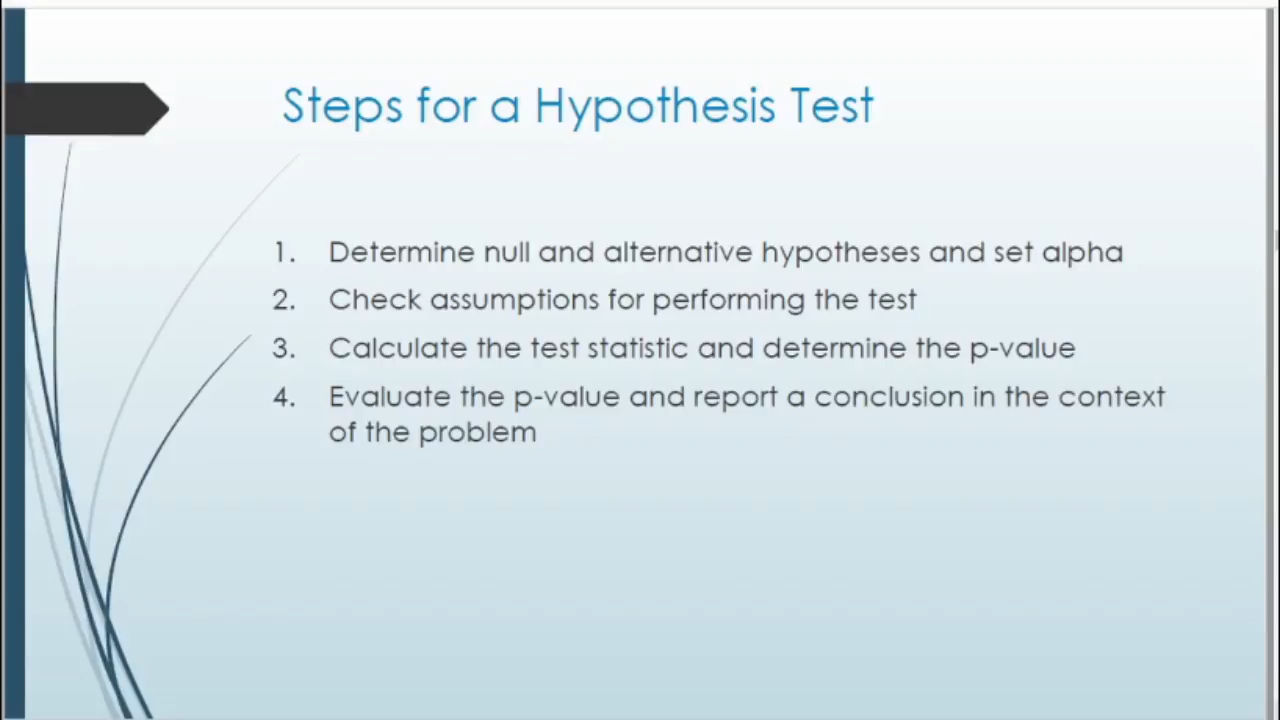 Steps for a Hypothesis Test
1. Determine null and alternative hypotheses and set alpha
2. Check assumptions for performing the test
3. Calculate the test statistic and determine the p-value
4. Evaluate the p-value and report a conclusion in the context
of the problem